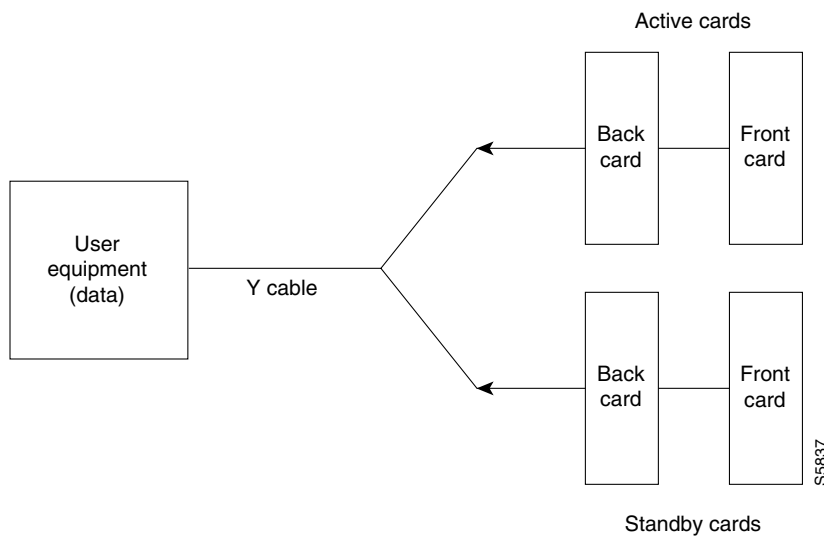 Active cards
Back
card
Front
card
User
equipment
(data)
Y cable
Back
card
Front
card
S5837
Standby cards